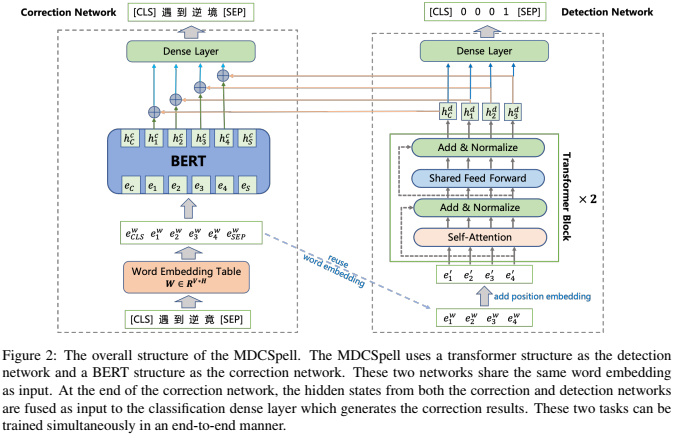 Correction Network
[CLS] 遇 到 逆 境 [SEP]
Dense Layer
h_C^c h_1^c h_2^c h_3^c h_4^c h_S^c
BERT
e_C e_1 e_2 e_3 e_4 e_S
e_CLS^w e_1^w e_2^w e_3^w e_4^w e_SEP^w
Word Embedding Table
W ∈ R^V*H
[CLS] 遇 到 逆 竟 [SEP]
reuse
word embedding
[CLS] 0 0 0 1 [SEP]
Detection Network
Dense Layer
h_C^d h_1^d h_2^d h_3^d
Add & Normalize
Shared Feed Forward
Add & Normalize
Self-Attention
Transformer Block
× 2
e_1' e_2' e_3' e_4'
add position embedding
e_1^w e_2^w e_3^w e_4^w
Figure 2: The overall structure of the MDCSpell. The MDCSpell uses a transformer structure as the detection
network and a BERT structure as the correction network. These two networks share the same word embedding
as input. At the end of the correction network, the hidden states from both the correction and detection networks
are fused as input to the classification dense layer which generates the correction results. These two tasks can be
trained simultaneously in an end-to-end manner.